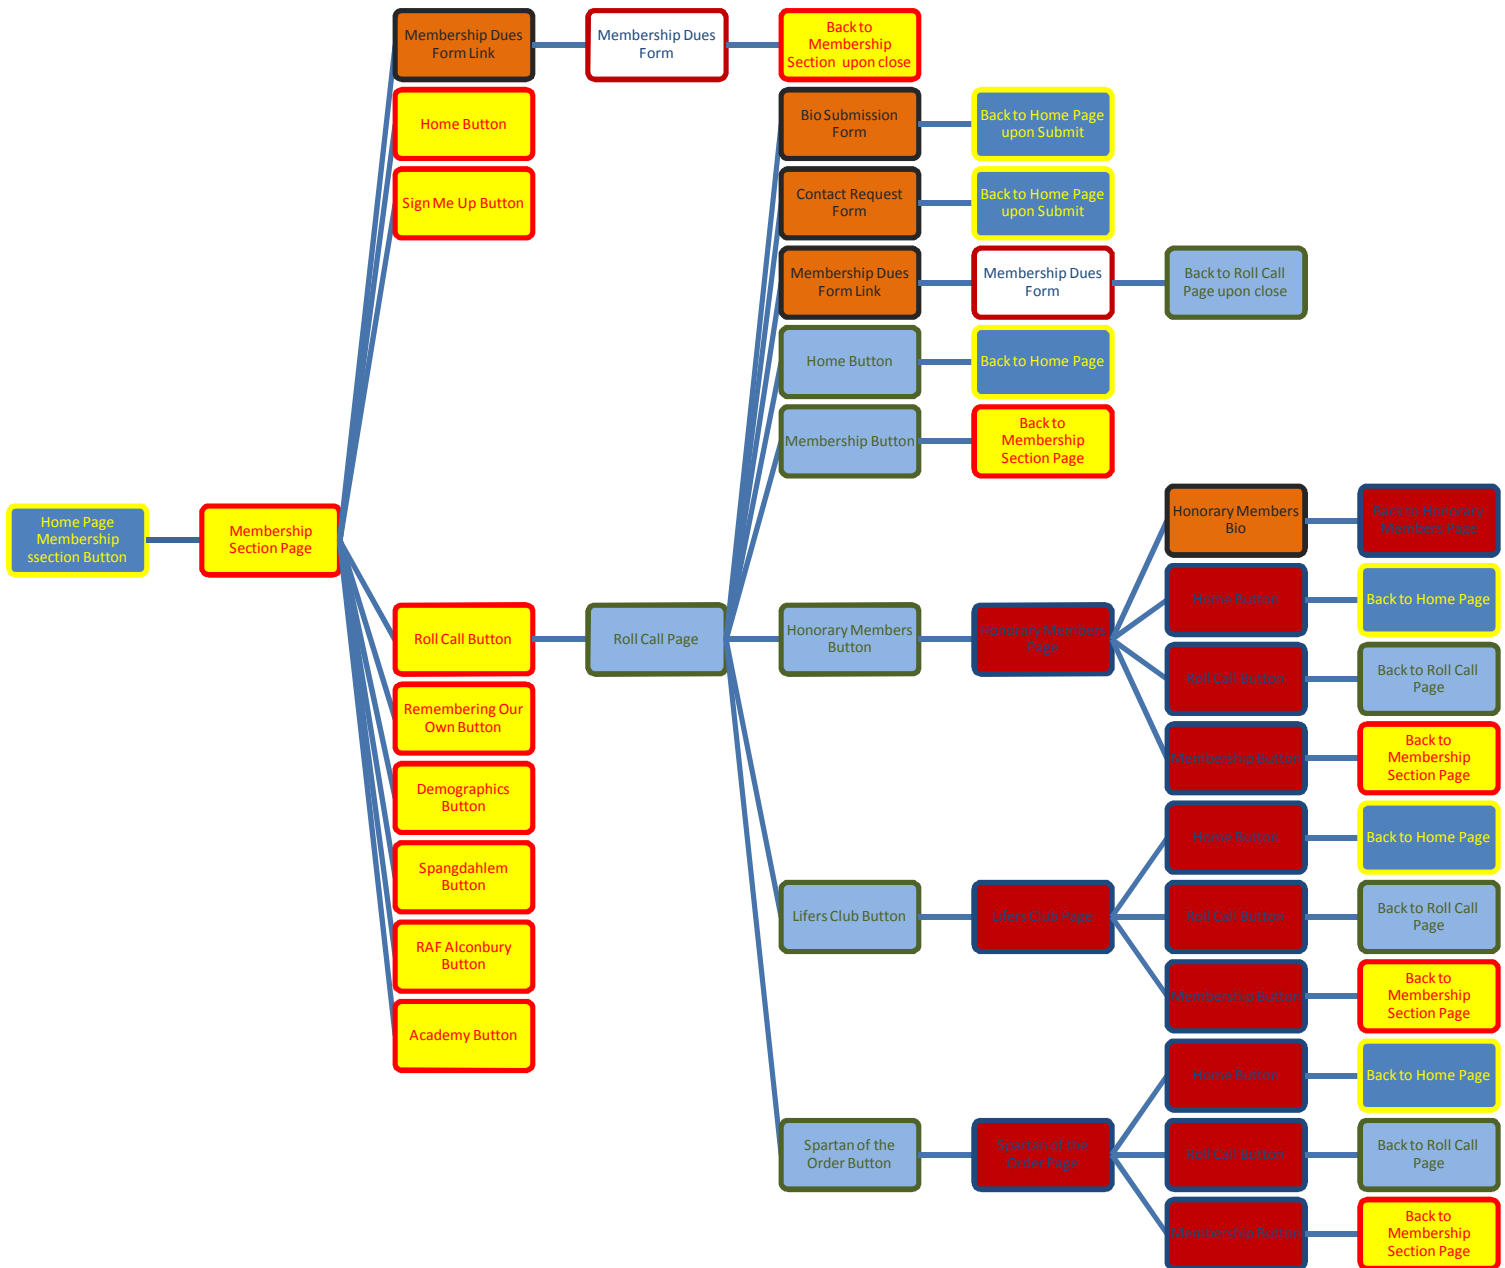 Membership Dues
Form Link
Membership Dues
Form
Back to
Membership
Section upon close
Home Button
Sign Me Up Button
Bio Submission
Form
Back to Home Page
upon Submit
Contact Request
Form
Back to Home Page
upon Submit
Membership Dues
Form Link
Membership Dues
Form
Back to Roll Call
Page upon close
Home Button
Back to Home Page
Membership Button
Back to
Membership
Section Page
Home Page
Membership
ssection Button
Membership
Section Page
Roll Call Button
Roll Call Page
Honorary Members
Button
Honorary Members
Page
Honorary Members
Bio
Back to Honorary
Members Page
Home Button
Back to Home Page
Roll Call Button
Back to Roll Call
Page
Membership Button
Back to
Membership
Section Page
Remembering Our
Own Button
Demographics
Button
Spangdahlem
Button
RAF Alconbury
Button
Academy Button
Lifers Club Button
Lifers Club Page
Home Button
Back to Home Page
Roll Call Button
Back to Roll Call
Page
Membership Button
Back to
Membership
Section Page
Spartan of the
Order Button
Spartan of the
Order Page
Home Button
Back to Home Page
Roll Call Button
Back to Roll Call
Page
Membership Button
Back to
Membership
Section Page